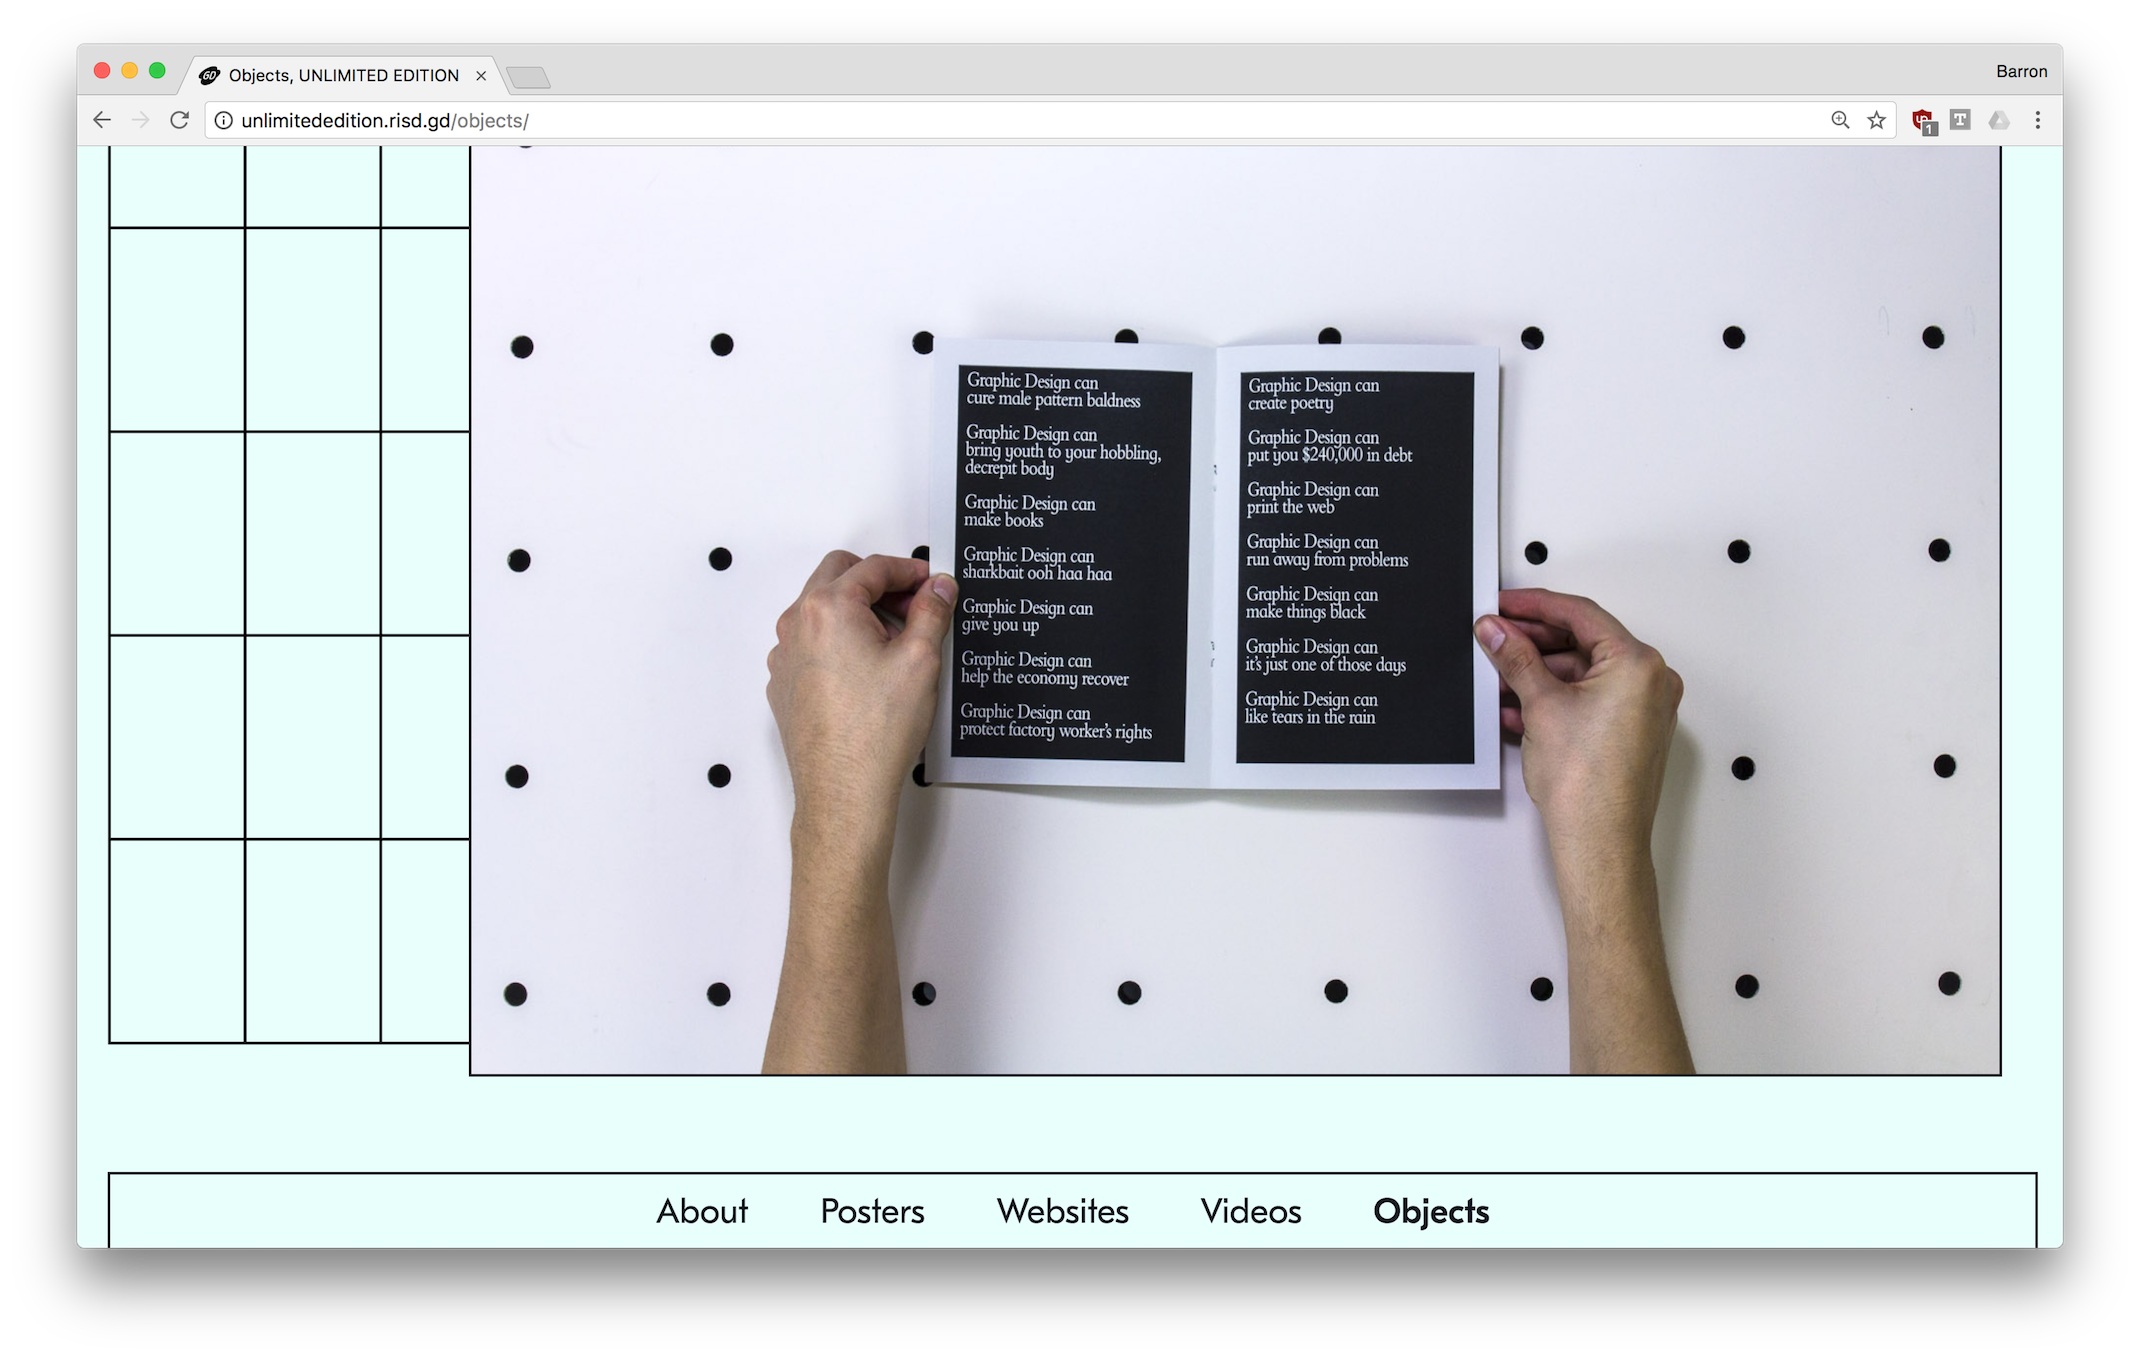 GD
Objects, UNLIMITED EDITION
Barron
unlimitededition.risd.gd/objects/
1
T
Graphic Design can
cure male pattern baldness
Graphic Design can
bring youth to your hobbling,
decrepit body
Graphic Design can
make books
Graphic Design can
sharkbait ooh haa haa
Graphic Design can
give you up
Graphic Design can
help the economy recover
Graphic Design can
protect factory worker's rights
Graphic Design can
create poetry
Graphic Design can
put you $240,000 in debt
Graphic Design can
print the web
Graphic Design can
run away from problems
Graphic Design can
make things black
Graphic Design can
it's just one of those days
Graphic Design can
like tears in the rain
About Posters Websites Videos Objects